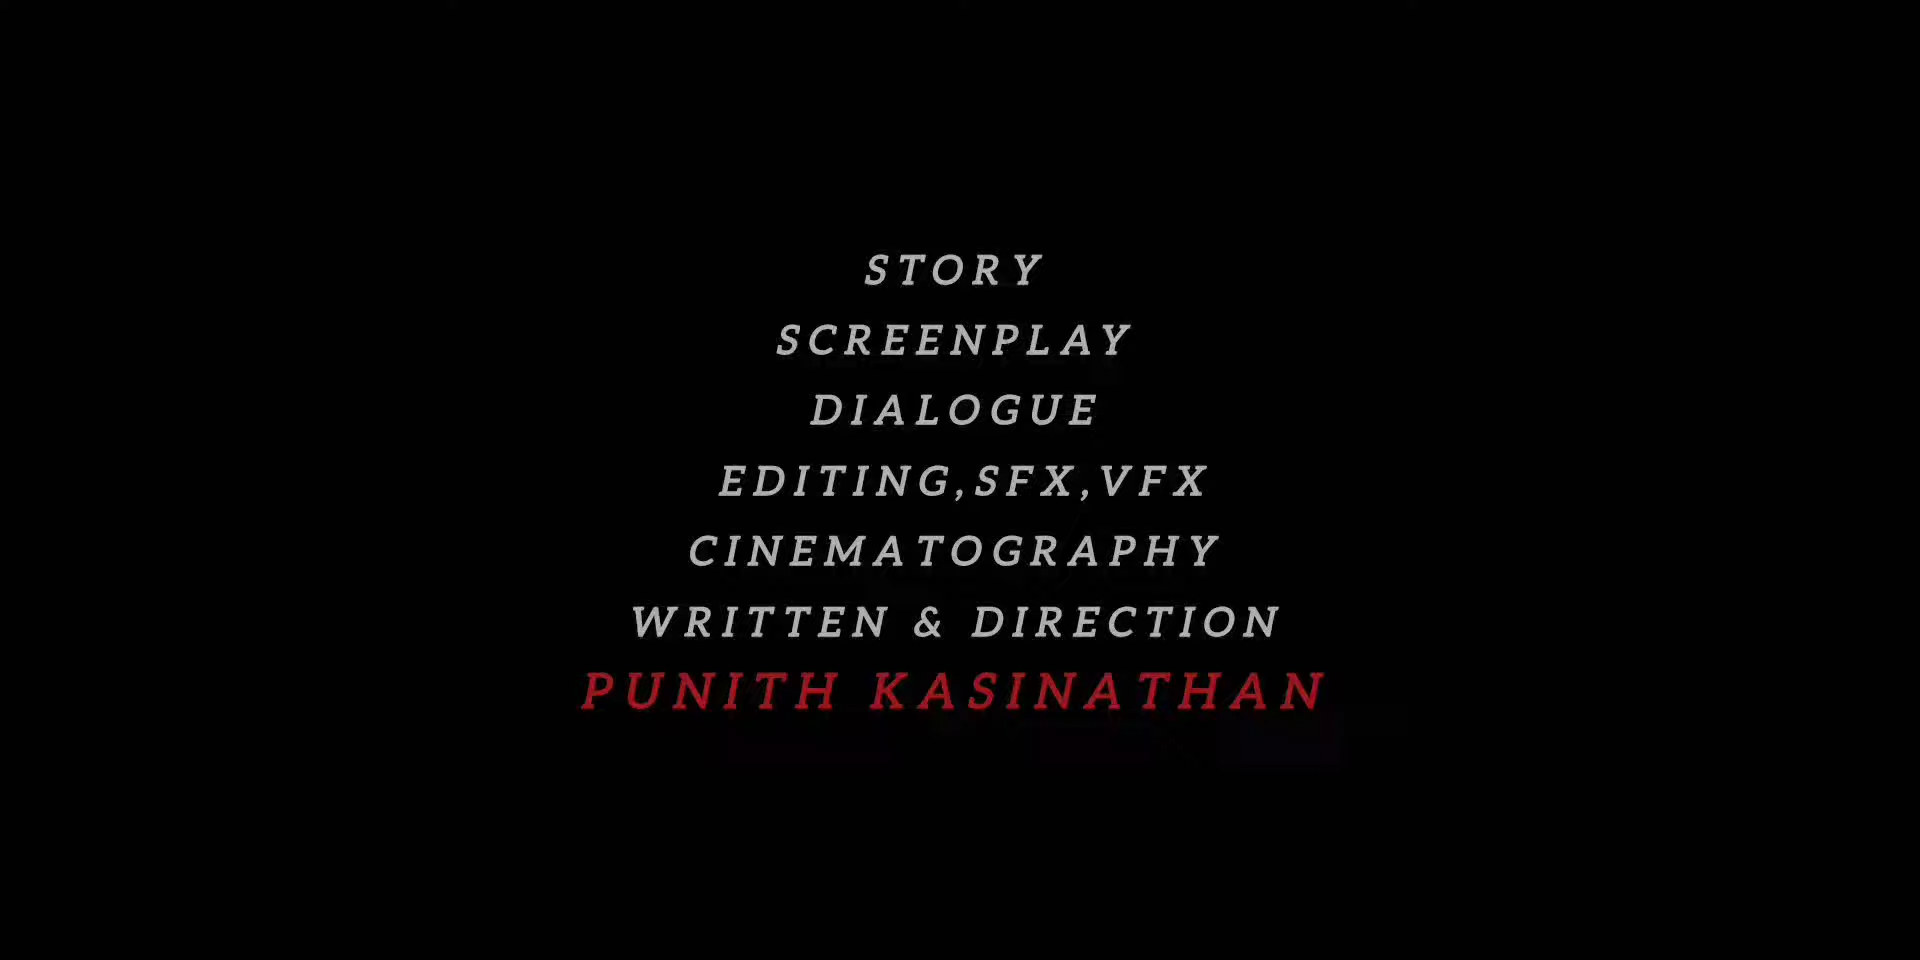 STORY
SCREENPLAY
DIALOGUE
EDITING,SFX,VFX
CINEMATOGRAPHY
WRITTEN & DIRECTION
PUNITH KASINATHAN